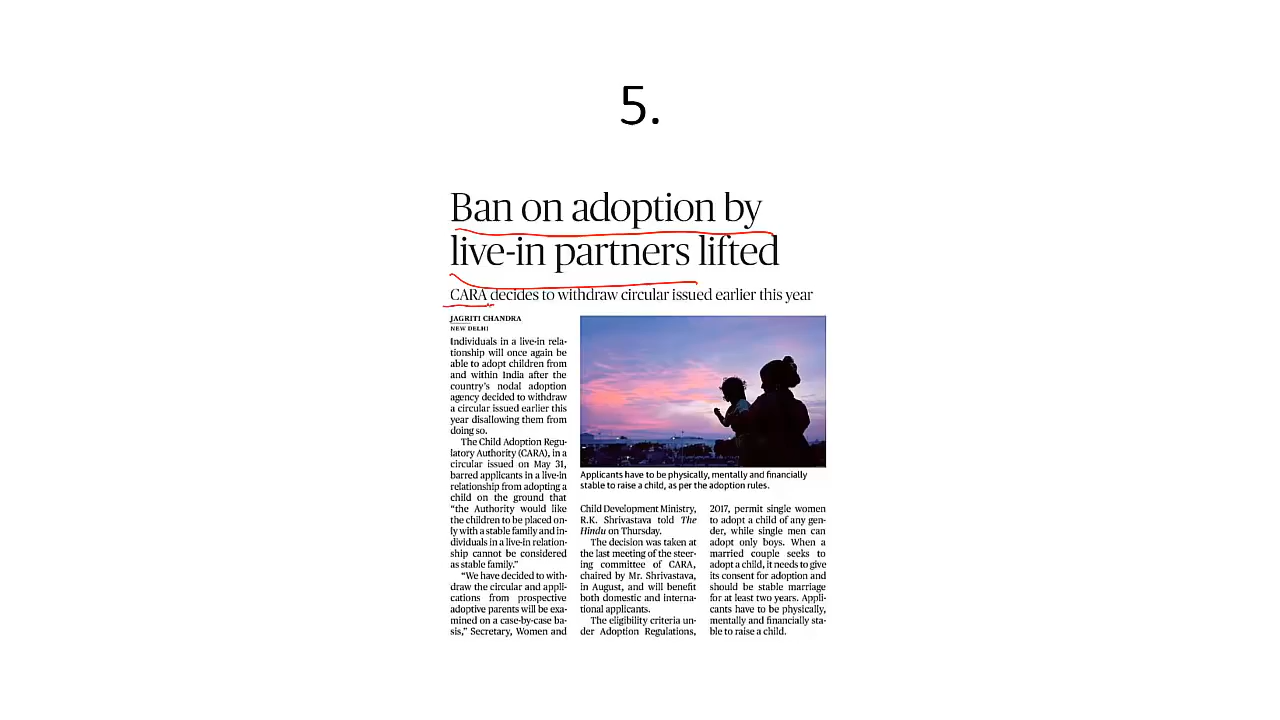 5.
Ban on adoption by
live-in partners lifted
CARA decides to withdraw circular issued earlier this year
JAGRITI CHANDRA
NEW DELHI
Individuals in a live-in rela-
tionship will once again be
able to adopt children from
and within India after the
country's nodal adoption
agency decided to withdraw
a circular issued earlier this
year disallowing them from
doing so.
The Child Adoption Regu-
latory Authority (CARA), in a
circular issued on May 31,
barred applicants in a live-in
relationship from adopting a
child on the ground that
“the Authority would like
the children to be placed on-
ly with a stable family and in-
dividuals in a live-in relation-
ship cannot be considered
as stable family.”
“We have decided to with-
draw the circular and appli-
cations from prospective
adoptive parents will be exa-
mined on a case-by-case ba-
sis,” Secretary, Women and
Applicants have to be physically, mentally and financially
stable to raise a child, as per the adoption rules.
Child Development Ministry,
R.K. Shrivastava told The
Hindu on Thursday.
The decision was taken at
the last meeting of the steer-
ing committee of CARA,
chaired by Mr. Shrivastava,
in August, and will benefit
both domestic and interna-
tional applicants.
The eligibility criteria un-
der Adoption Regulations,
2017, permit single women
to adopt a child of any gen-
der, while single men can
adopt only boys. When a
married couple seeks to
adopt a child, it needs to give
its consent for adoption and
should be stable marriage
for at least two years. Appli-
cants have to be physically,
mentally and financially sta-
ble to raise a child.